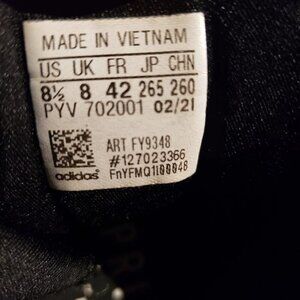 MADE IN VIETNAM
US UK FR JP CHN
8½ 8 42 265 260
PYV 702001 02/21
ART FY9348
#127023366
adidas FnYFMQ1I00048